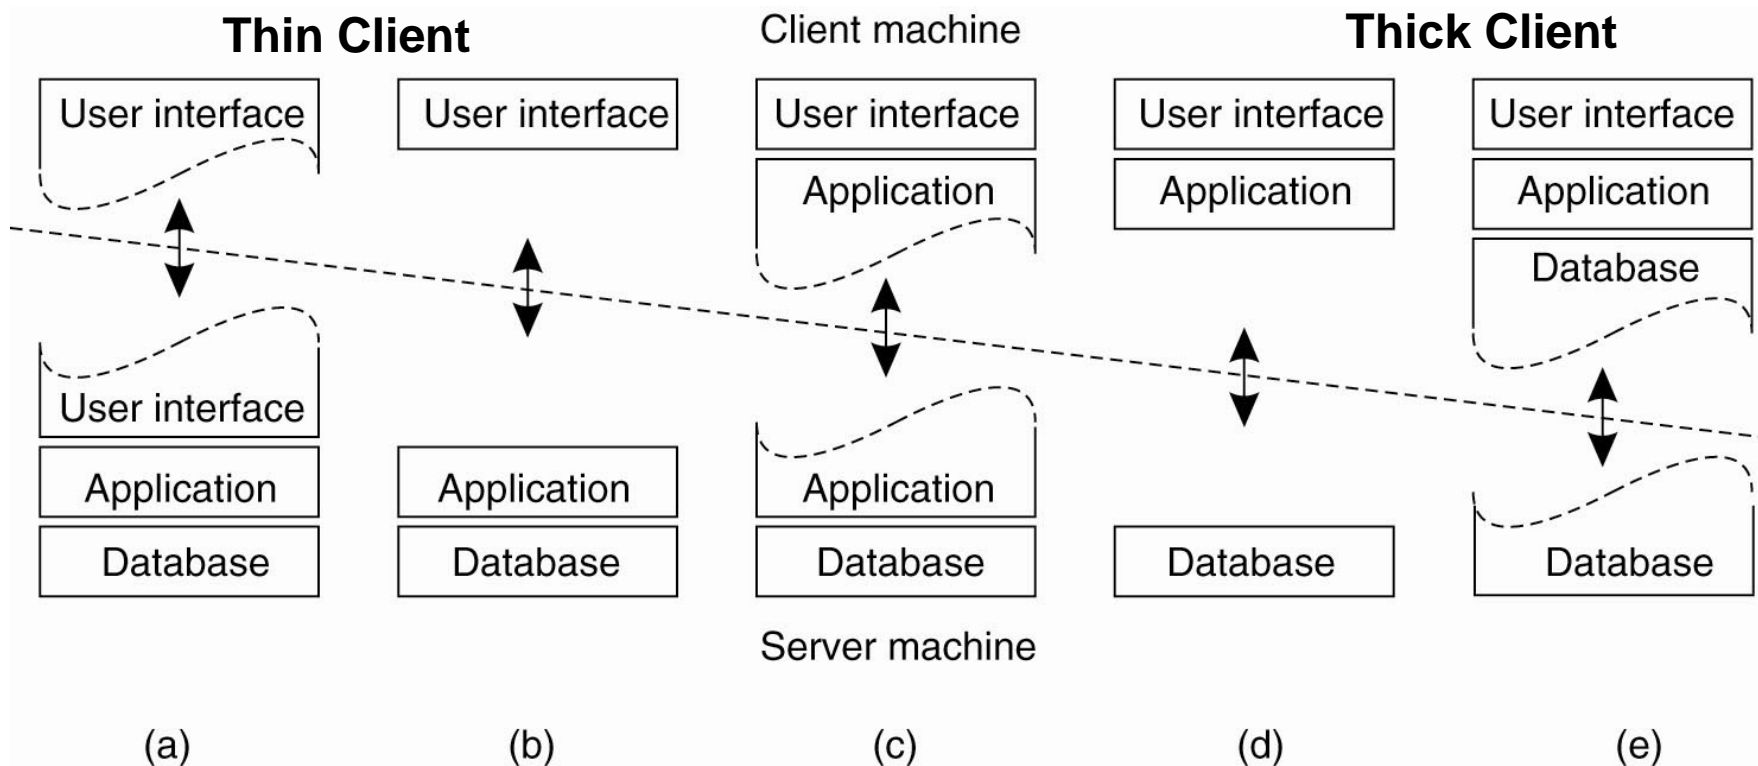 Thin Client
Client machine
Thick Client
User interface
User interface
User interface
User interface
User interface
Application
Application
Application
Database
User interface
Application
Application
Application
Database
Database
Database
Database
Database
Server machine
(a)
(b)
(c)
(d)
(e)